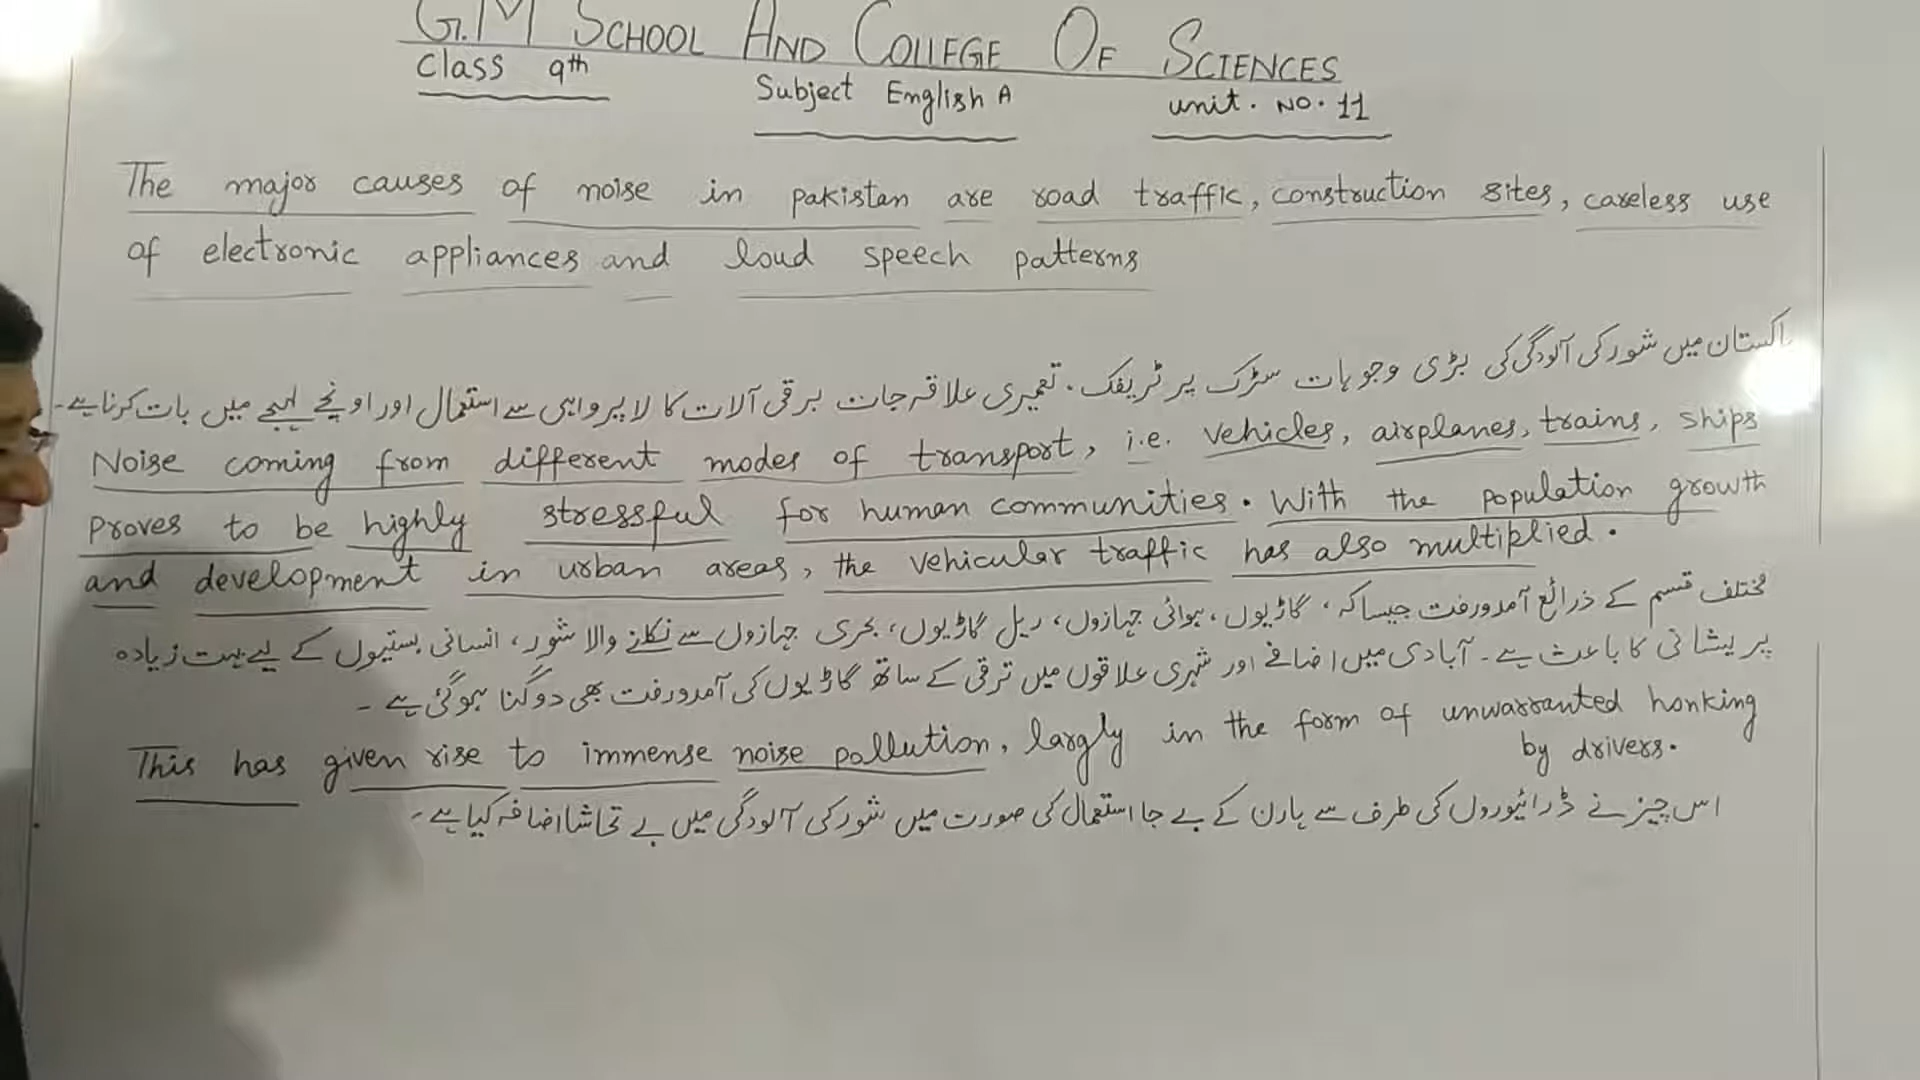 G.M SCHOOL AND COLLEGE OF SCIENCES
Class 9th Subject English A unit. NO. 11
The major causes of noise in pakistan are road traffic, construction sites, careless use
of electronic appliances and loud speech patterns
پاکستان میں شور کی آلودگی کی بڑی وجوہات سڑک پر ٹریفک، تعمیری علاقہ جات برقی آلات کا لاپرواہی سے استعمال اور اونچے لہجے میں بات کرنا ہے۔
Noise coming from different modes of transport, i.e. vehicles, airplanes, trains, ships
proves to be highly stressful for human communities. With the population growth
and development in urban areas, the vehicular traffic has also multiplied.
مختلف قسم کے ذرائع آمدورفت جیسا کہ، گاڑیوں، ہوائی جہازوں، ریل گاڑیوں، بحری جہازوں سے نکلنے والا شور، انسانی بستیوں کے لیے بہت زیادہ
پریشانی کا باعث ہے۔ آبادی میں اضافے اور شہری علاقوں میں ترقی کے ساتھ گاڑیوں کی آمدورفت بھی دوگنا ہوگئی ہے۔
This has given rise to immense noise pollution, largly in the form of unwarranted honking
by drivers.
اس چیز نے ڈرائیوروں کی طرف سے ہارن کے بے جا استعمال کی صورت میں شور کی آلودگی میں بے تحاشا اضافہ کیا ہے۔